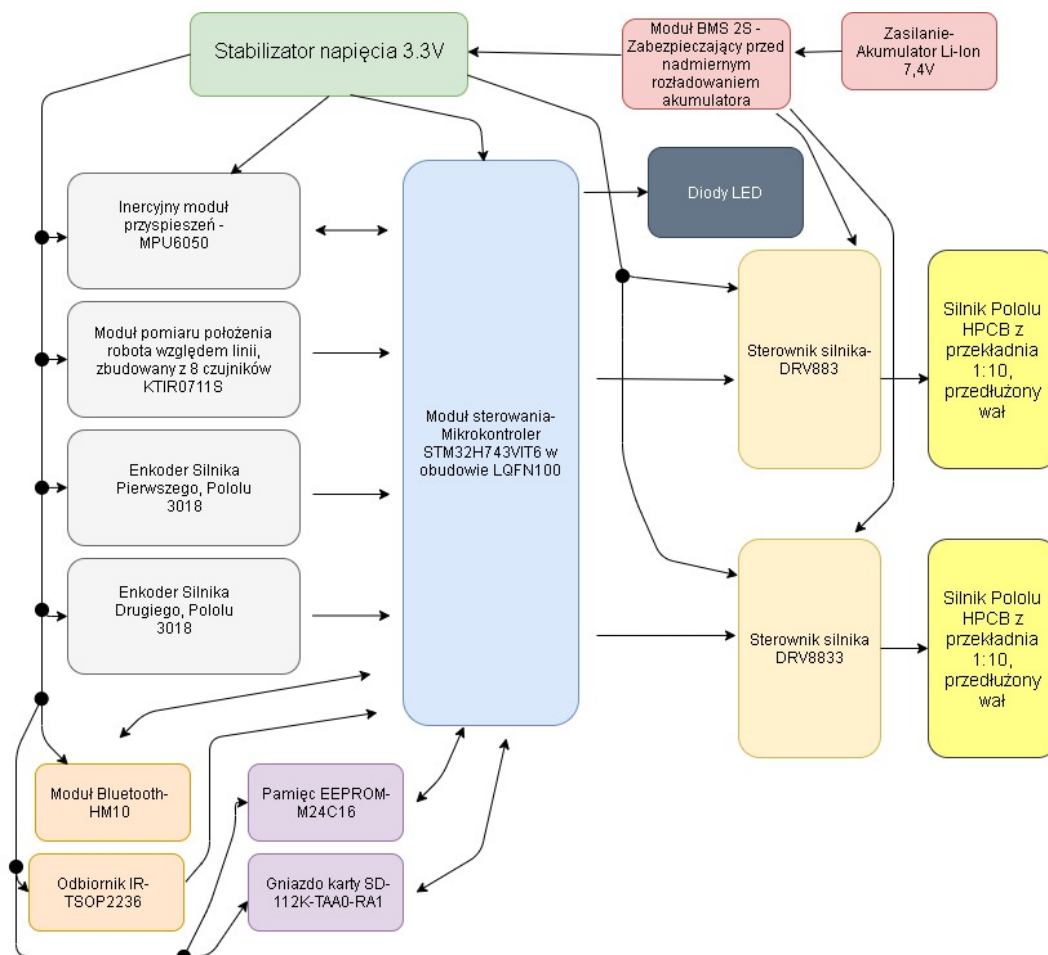 Stabilizator napięcia 3.3V
Moduł BMS 2S -
Zabezpieczający przed
nadmiernym
rozładowaniem
akumulatora
Zasilanie-
Akumulator Li-Ion
7,4V
Inercyjny moduł
przyspieszeń -
MPU6050
Diody LED
Moduł pomiaru położenia
robota względem linii,
zbudowany z 8 czujników
KTIR0711S
Moduł sterowania-
Mikrokontroler
STM32H743VIT6 w
obudowie LQFN100
Sterownik silnika-
DRV883
Silnik Pololu
HPCB z
przekładnia
1:10,
przedłużony
wał
Enkoder Silnika
Pierwszego, Pololu
3018
Enkoder Silnika
Drugiego, Pololu
3018
Sterownik silnika
DRV8833
Silnik Pololu
HPCB z
przekładnia
1:10,
przedłużony
wał
Moduł Bluetooth-
HM10
Pamięc EEPROM-
M24C16
Odbiornik IR-
TSOP2236
Gniazdo karty SD-
112K-TAA0-RA1